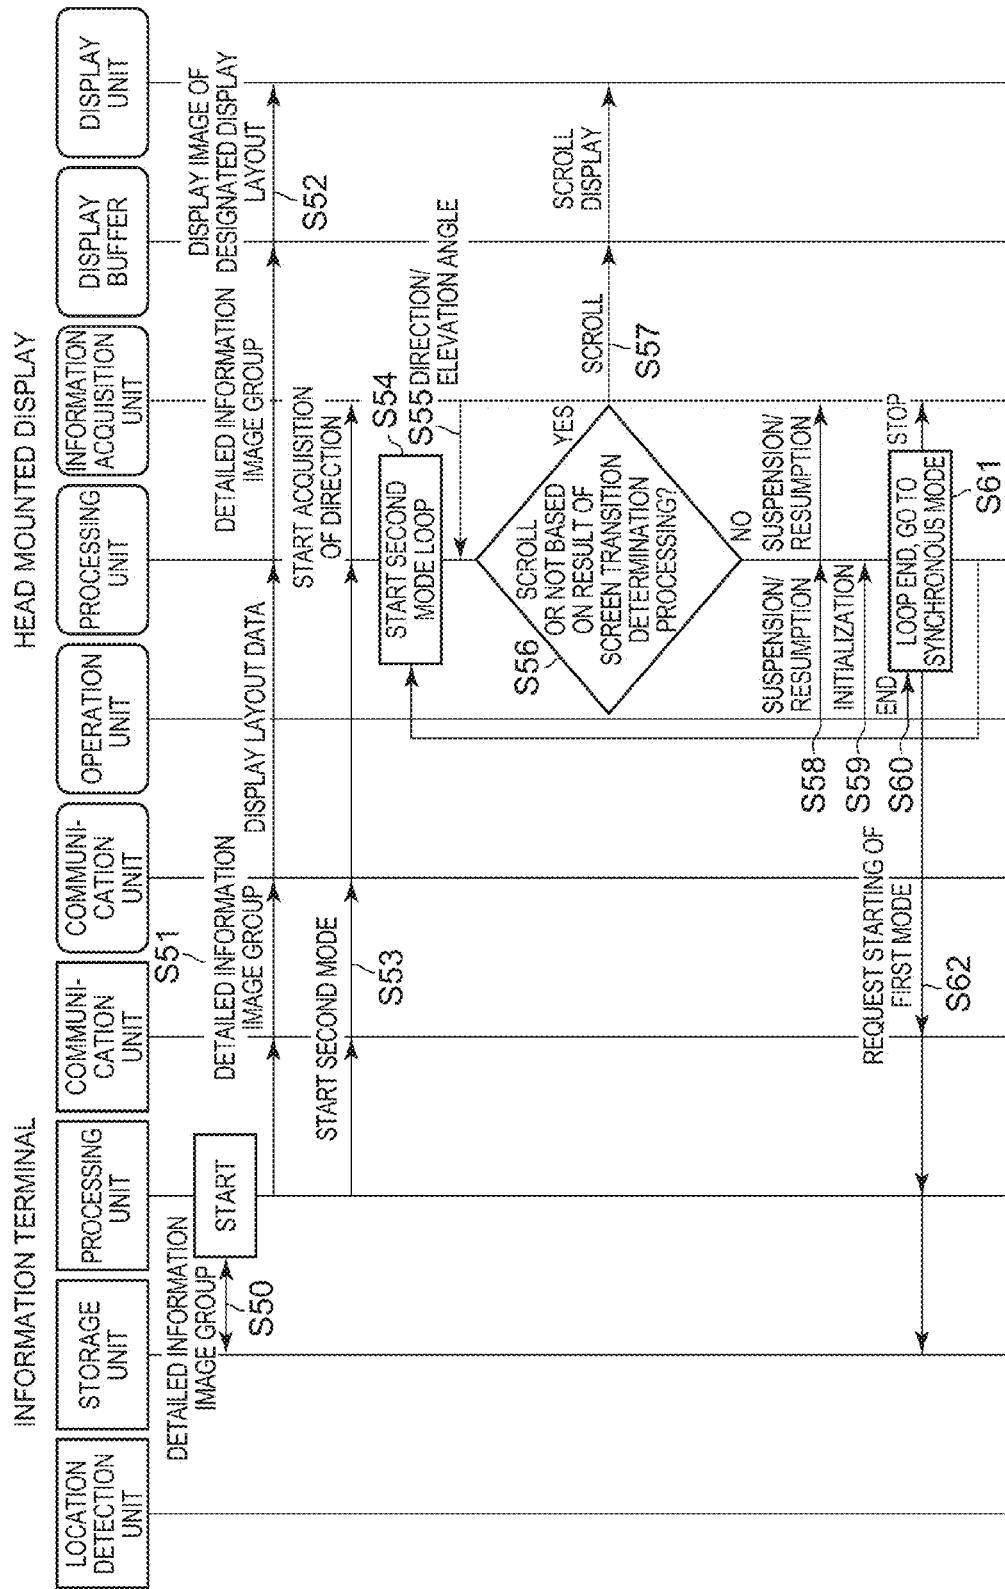 INFORMATION TERMINAL
HEAD MOUNTED DISPLAY
LOCATION
DETECTION
UNIT
STORAGE
UNIT
PROCESSING
UNIT
COMMUNI-
CATION
UNIT
COMMUNI-
CATION
UNIT
OPERATION
UNIT
PROCESSING
UNIT
INFORMATION
ACQUISITION
UNIT
DISPLAY
BUFFER
DISPLAY
UNIT
DETAILED INFORMATION
IMAGE GROUP
S50
START
S51
DETAILED INFORMATION
IMAGE GROUP
DISPLAY LAYOUT DATA
DETAILED INFORMATION
IMAGE GROUP
DISPLAY IMAGE OF
DESIGNATED DISPLAY
LAYOUT
S52
START SECOND MODE
S53
START ACQUISITION
OF DIRECTION
START SECOND
MODE LOOP
S54
S55 DIRECTION/
ELEVATION ANGLE
S56
SCROLL
OR NOT BASED
ON RESULT OF
SCREEN TRANSITION
DETERMINATION
PROCESSING?
YES
NO
SCROLL
S57
SCROLL
DISPLAY
SUSPENSION/
RESUMPTION
SUSPENSION/
RESUMPTION
S58
INITIALIZATION
S59
END
S60
LOOP END, GO TO
SYNCHRONOUS MODE
STOP
S61
REQUEST STARTING OF
FIRST MODE
S62